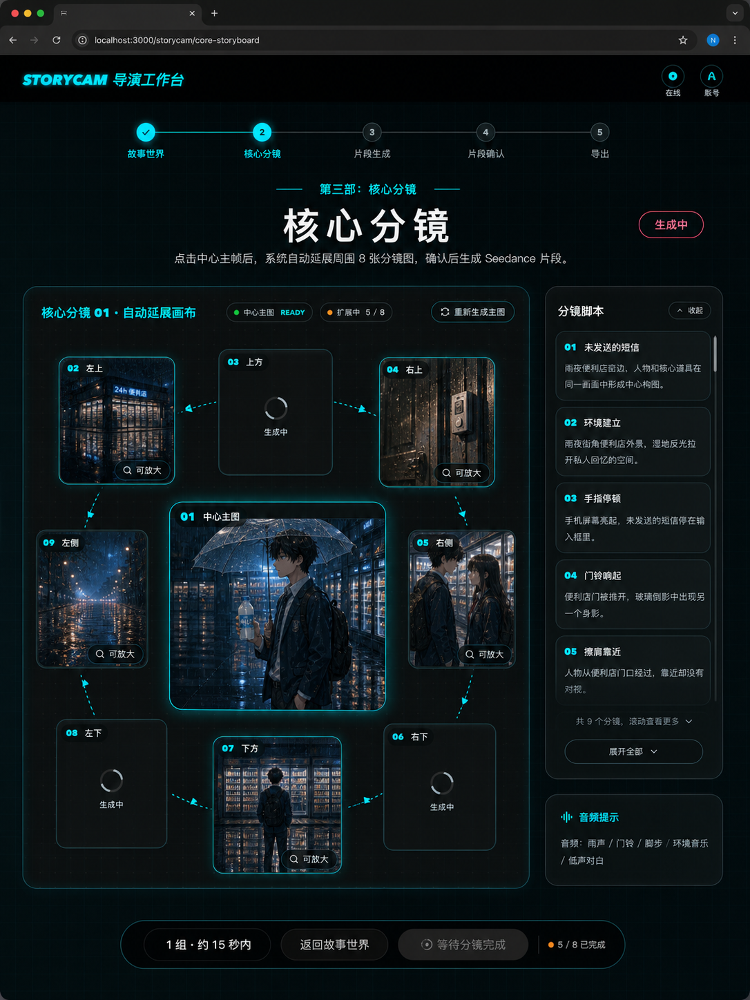 localhost:3000/storycam/core-storyboard
N
STORYCAM 导演工作台
在线
A
账号
故事世界
2
核心分镜
3
片段生成
4
片段确认
5
导出
第三部：核心分镜
核心分镜
生成中
点击中心主帧后，系统自动延展周围 8 张分镜图，确认后生成 Seedance 片段。
核心分镜 01 · 自动延展画布
中心主图 READY
扩展中 5 / 8
重新生成主图
02 左上
24h 便利店
可放大
03 上方
生成中
04 右上
可放大
09 左侧
可放大
01 中心主图
05 右侧
可放大
08 左下
生成中
07 下方
可放大
06 右下
生成中
分镜脚本
收起
01 未发送的短信
雨夜便利店窗边，人物和核心道具在
同一画面中形成中心构图。
02 环境建立
雨夜街角便利店外景，湿地反光拉
开私人回忆的空间。
03 手指停顿
手机屏幕亮起，未发送的短信停在输
入框里。
04 门铃响起
便利店门被推开，玻璃倒影中出现另
一个身影。
05 擦肩靠近
人物从便利店门口经过，靠近却没有
对视。
共 9 个分镜，滚动查看更多
展开全部
音频提示
音频：雨声 / 门铃 / 脚步 / 环境音乐
/ 低声对白
1 组 · 约 15 秒内
返回故事世界
等待分镜完成
5 / 8 已完成